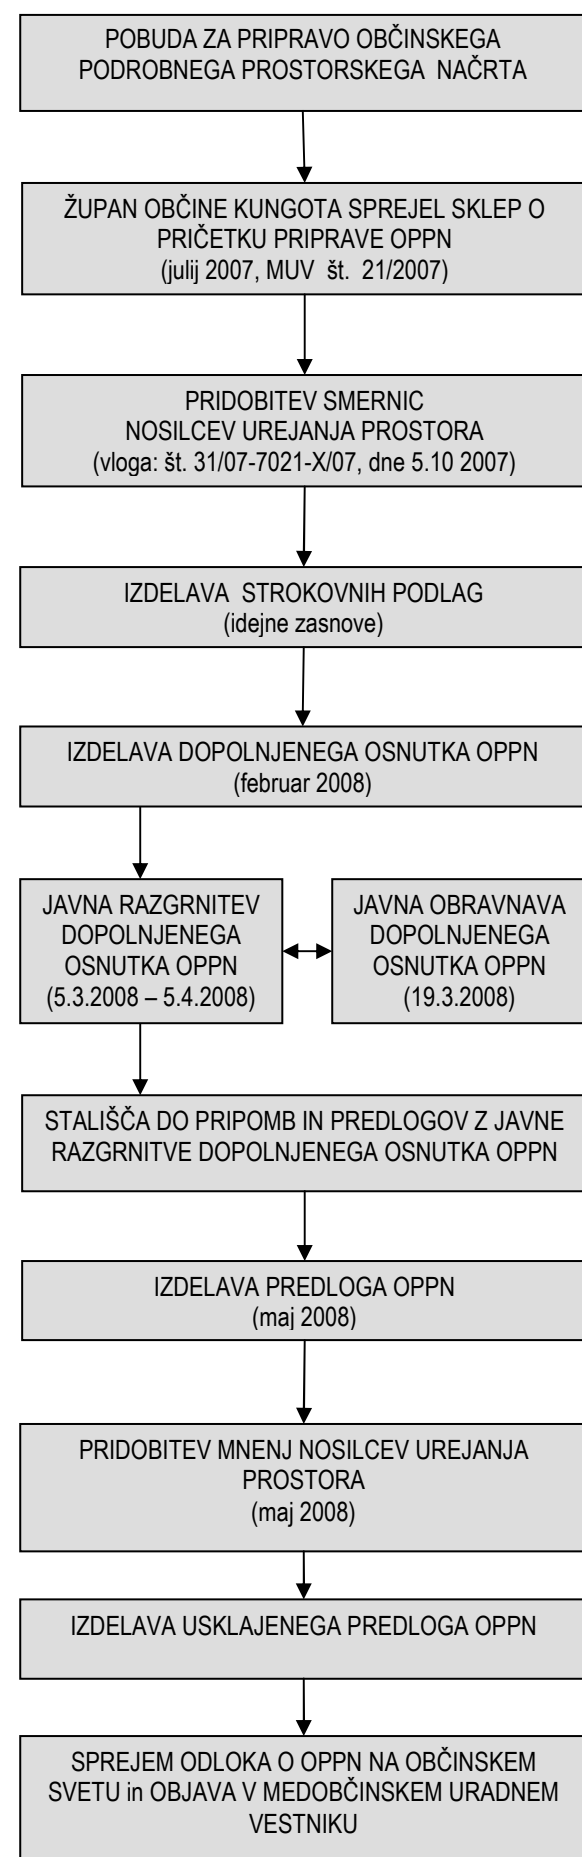 POBUDA ZA PRIPRAVO OBČINSKEGA
PODROBNEGA PROSTORSKEGA NAČRTA
ŽUPAN OBČINE KUNGOTA SPREJEL SKLEP O
PRIČETKU PRIPRAVE OPPN
(julij 2007, MUV št. 21/2007)
PRIDOBITEV SMERNIC
NOSILCEV UREJANJA PROSTORA
(vloga: št. 31/07-7021-X/07, dne 5.10 2007)
IZDELAVA STROKOVNIH PODLAG
(idejne zasnove)
IZDELAVA DOPOLNJENEGA OSNUTKA OPPN
(februar 2008)
JAVNA RAZGRNITEV
DOPOLNJENEGA
OSNUTKA OPPN
(5.3.2008 – 5.4.2008)
JAVNA OBRAVNAVA
DOPOLNJENEGA
OSNUTKA OPPN
(19.3.2008)
STALIŠČA DO PRIPOMB IN PREDLOGOV Z JAVNE
RAZGRNITVE DOPOLNJENEGA OSNUTKA OPPN
IZDELAVA PREDLOGA OPPN
(maj 2008)
PRIDOBITEV MNENJ NOSILCEV UREJANJA
PROSTORA
(maj 2008)
IZDELAVA USKLAJENEGA PREDLOGA OPPN
SPREJEM ODLOKA O OPPN NA OBČINSKEM
SVETU in OBJAVA V MEDOBČINSKEM URADNEM
VESTNIKU